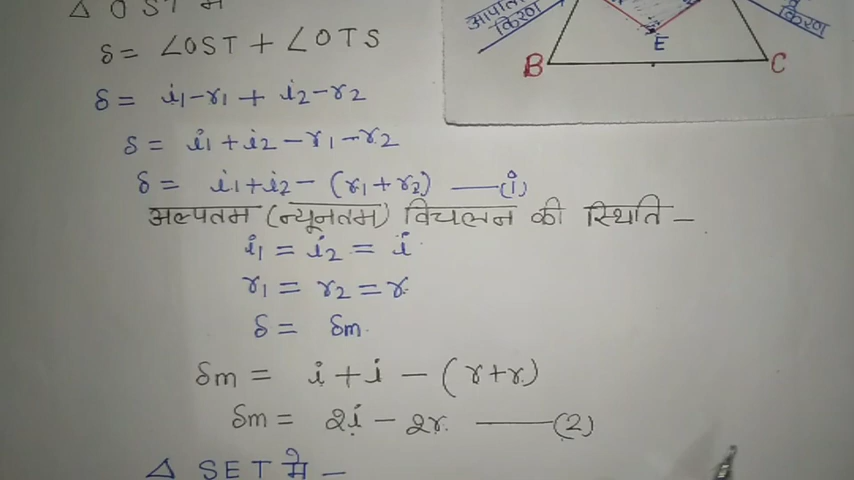 Δ OST में
δ = ∠OST + ∠OTS
δ = i₁-r₁ + i₂-r₂
δ = i₁+i₂-r₁-r₂
δ = i₁+i₂-(r₁+r₂) —(i)
अल्पतम (न्यूनतम) विचलन की स्थिति –
i₁ = i₂ = i
r₁ = r₂ = r
δ = δm
δm = i+i-(r+r)
δm = 2i-2r —(2)
Δ SET मे –
किरण
E
किरण
B
C